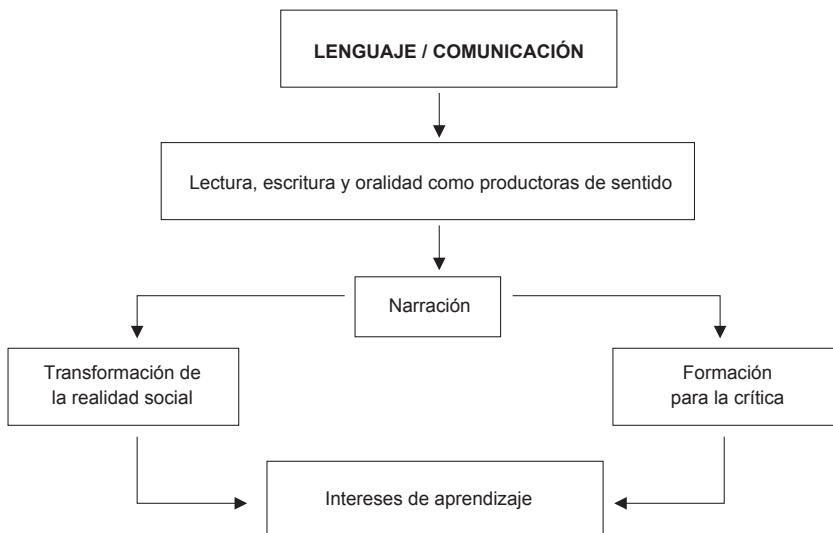 LENGUAJE / COMUNICACIÓN
Lectura, escritura y oralidad como productoras de sentido
Narración
Transformación de
la realidad social
Formación
para la crítica
Intereses de aprendizaje